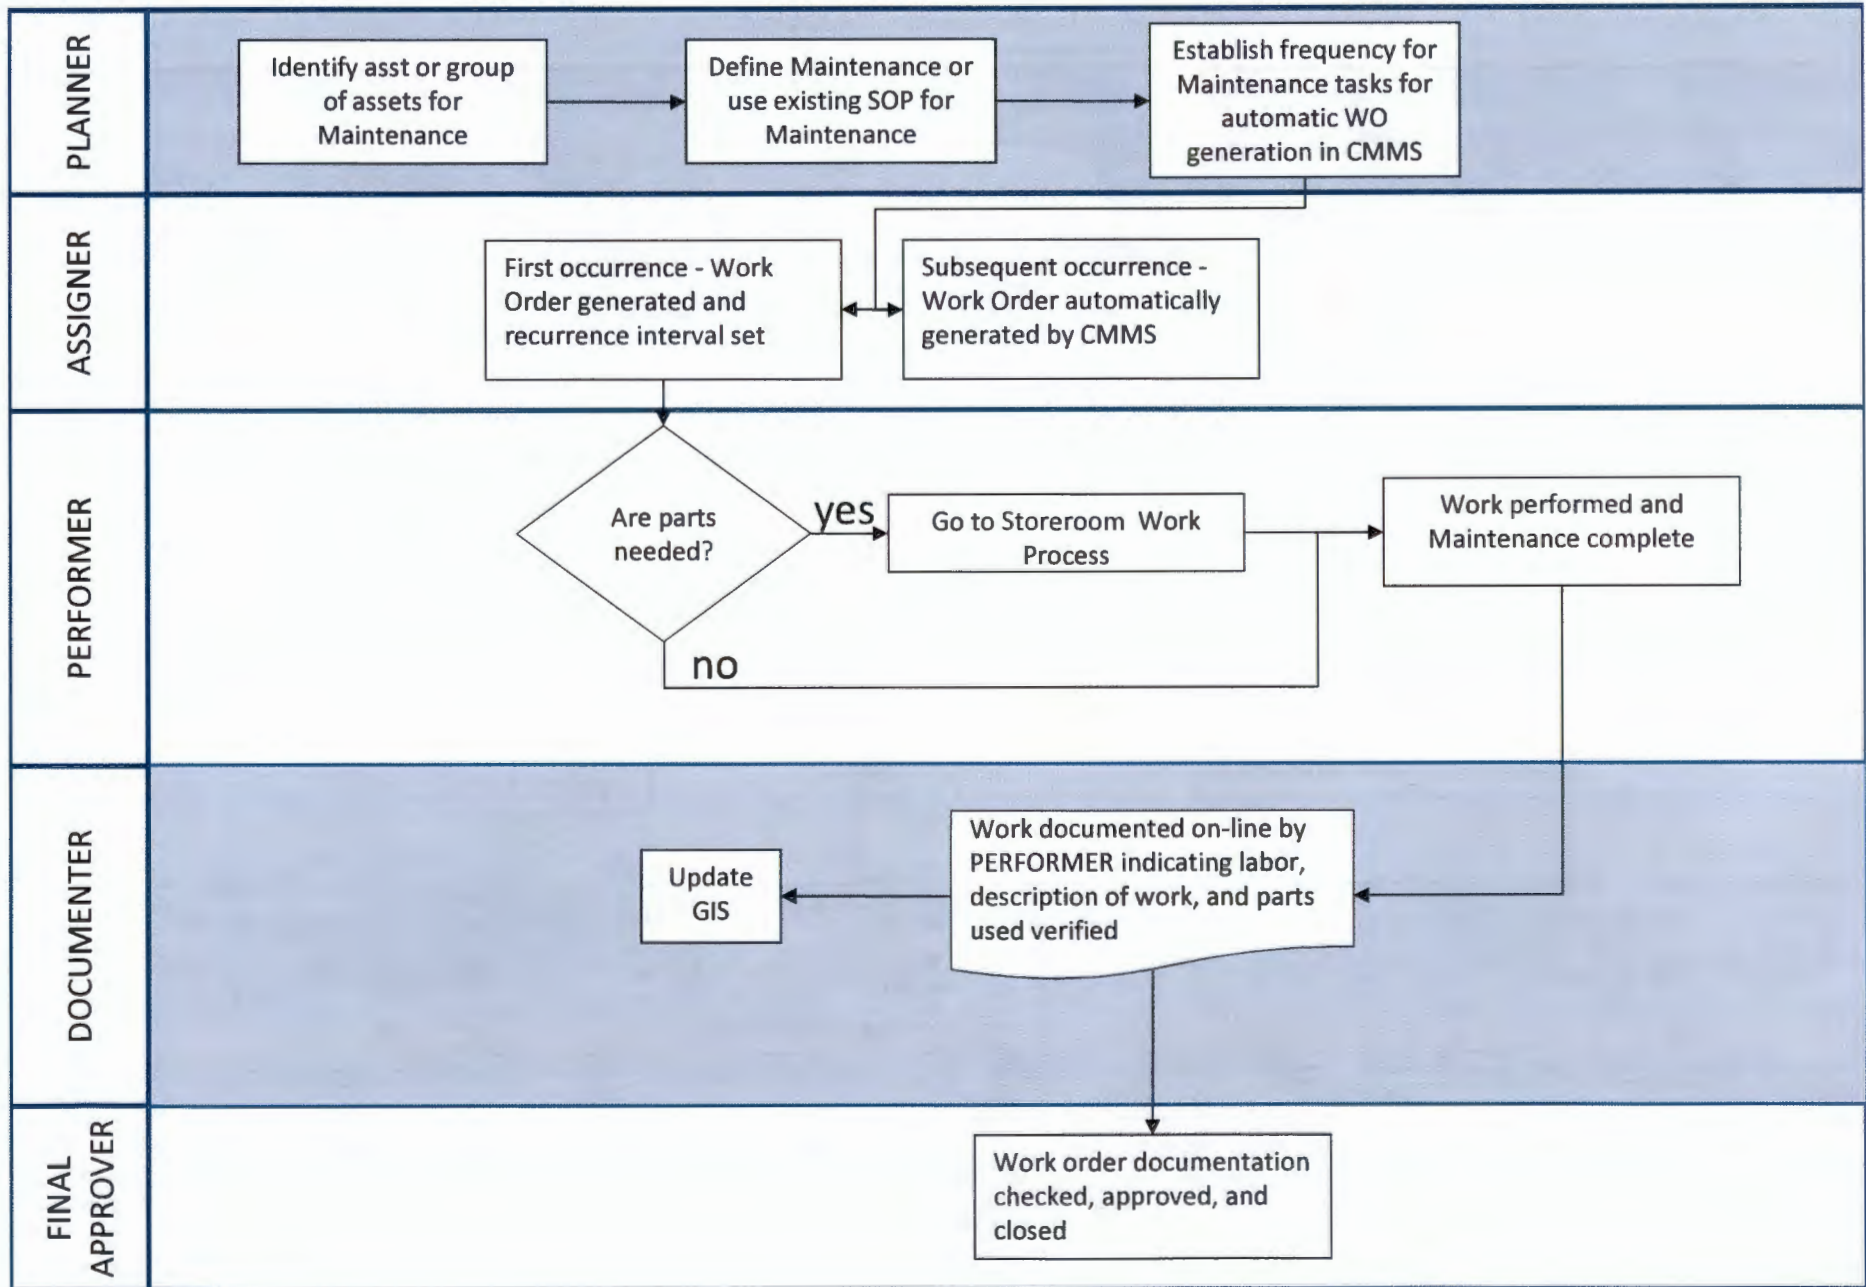 PLANNER
Identify asst or group
of assets for
Maintenance
Define Maintenance or
use existing SOP for
Maintenance
Establish frequency for
Maintenance tasks for
automatic WO
generation in CMMS
ASSIGNER
First occurrence - Work
Order generated and
recurrence interval set
Subsequent occurrence -
Work Order automatically
generated by CMMS
PERFORMER
Are parts
needed?
yes
Go to Storeroom Work
Process
Work performed and
Maintenance complete
no
DOCUMENTER
Update
GIS
Work documented on-line by
PERFORMER indicating labor,
description of work, and parts
used verified
FINAL
APPROVER
Work order documentation
checked, approved, and
closed